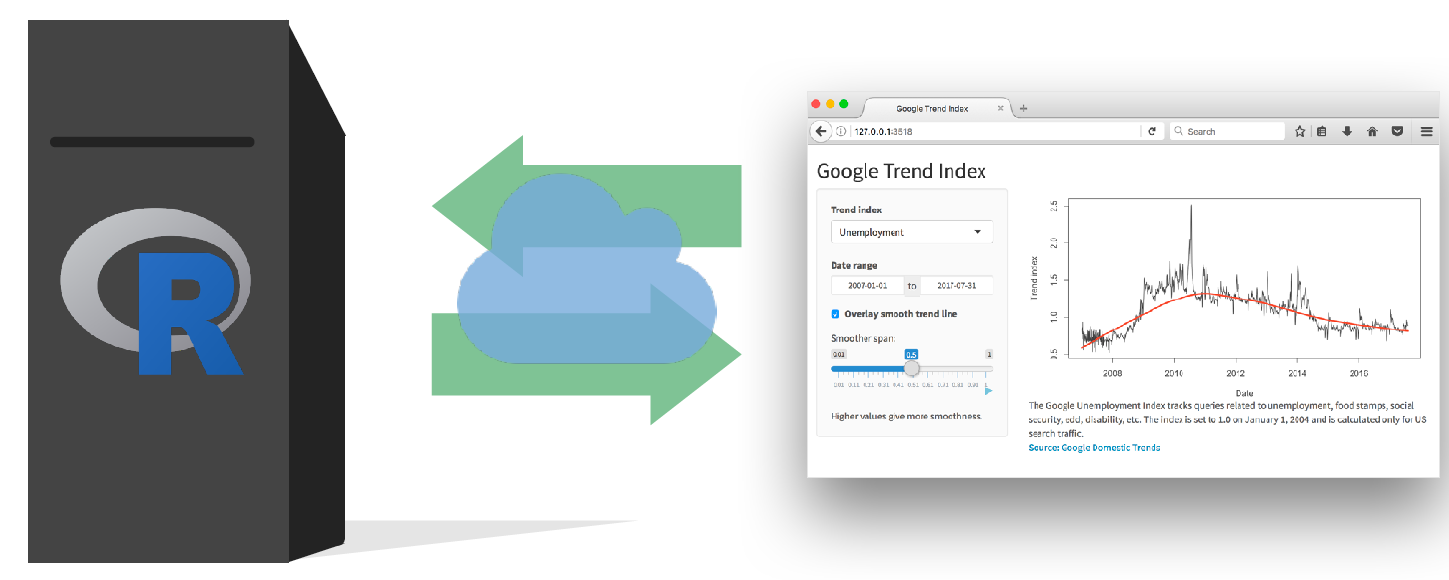 R
Google Trend Index
127.0.0.1:3518
Search
Google Trend Index
Trend index
Unemployment
Date range
2007-01-01 to 2017-07-31
Overlay smooth trend line
Smoother span:
0.01 0.5 1
0.01 0.11 0.21 0.31 0.41 0.51 0.61 0.71 0.81 0.91 1
Higher values give more smoothness.
Trend index
2.5
2.0
1.5
1.0
0.5
2008 2010 2012 2014 2016
Date
The Google Unemployment Index tracks queries related to unemployment, food stamps, social
security, edd, disability, etc. The index is set to 1.0 on January 1, 2004 and is calculated only for US
search traffic.
Source: Google Domestic Trends